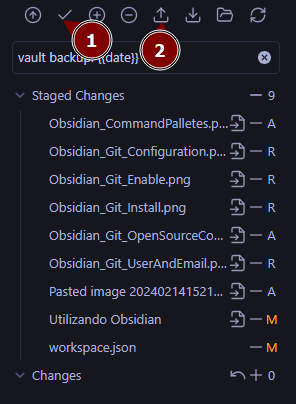 1
2
vault backup: {{date}}
Staged Changes 9
Obsidian_CommandPalletes.p... A
Obsidian_Git_Configuration.p... R
Obsidian_Git_Enable.png R
Obsidian_Git_Install.png R
Obsidian_Git_OpenSourceCo... A
Obsidian_Git_UserAndEmail.p... R
Pasted image 202402141521... A
Utilizando Obsidian M
workspace.json M
Changes 0